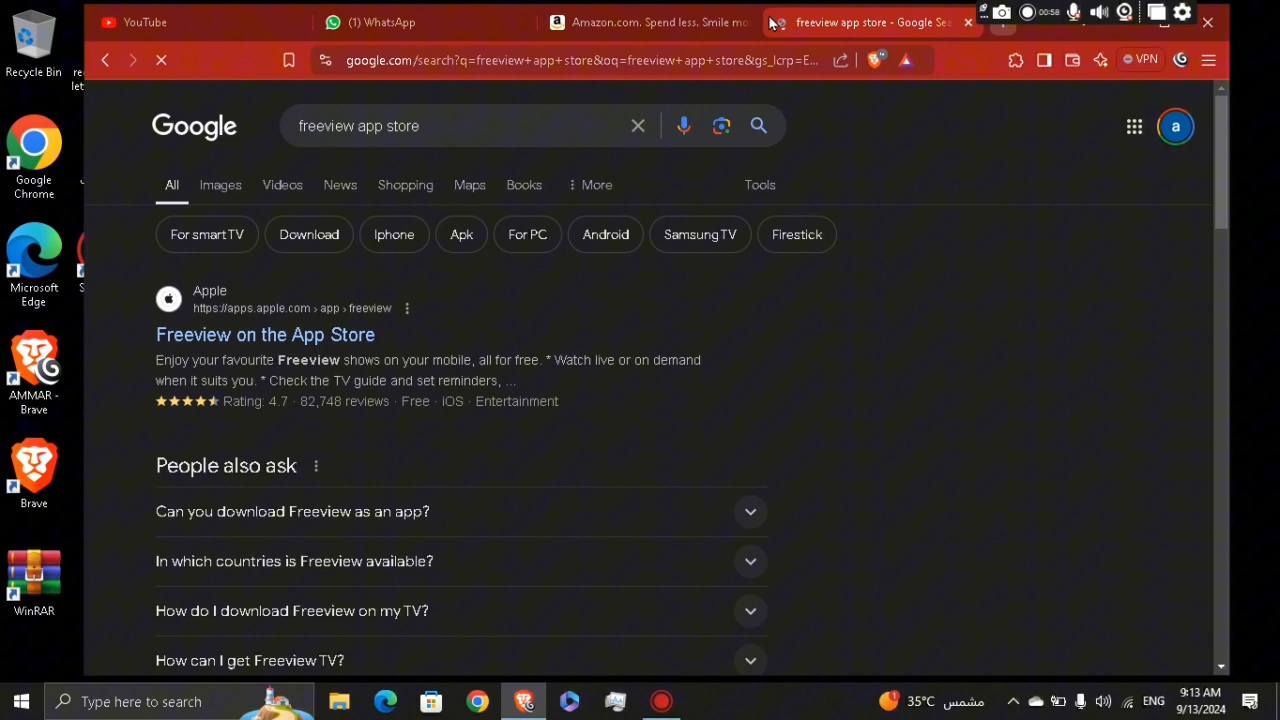 YouTube
(1) WhatsApp
Amazon.com. Spend less. Smile mo
freeview app store - Google Sea
00:58
google.com/search?q=freeview+app+store&oq=freeview+app+store&gs_lcrp=E...
VPN
Recycle Bin
Google
Chrome
Microsoft
Edge
AMMAR -
Brave
Brave
WinRAR
Google
freeview app store
a
All
Images
Videos
News
Shopping
Maps
Books
More
Tools
For smart TV
Download
Iphone
Apk
For PC
Android
Samsung TV
Firestick
Apple
https://apps.apple.com › app › freeview
Freeview on the App Store
Enjoy your favourite Freeview shows on your mobile, all for free. * Watch live or on demand
when it suits you. * Check the TV guide and set reminders, ...
Rating: 4.7 · 82,748 reviews · Free · iOS · Entertainment
People also ask
Can you download Freeview as an app?
In which countries is Freeview available?
How do I download Freeview on my TV?
How can I get Freeview TV?
Type here to search
1
35°C مشمس
ENG
9:13 AM
9/13/2024